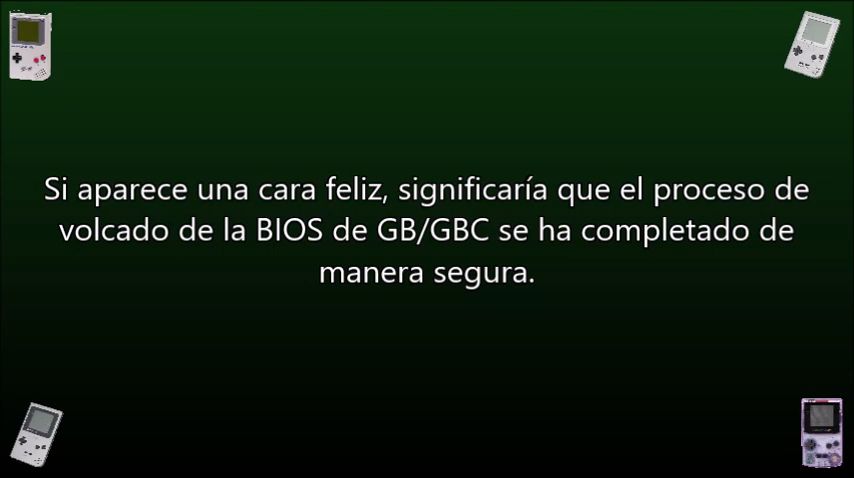 Si aparece una cara feliz, significaría que el proceso de
volcado de la BIOS de GB/GBC se ha completado de
manera segura.